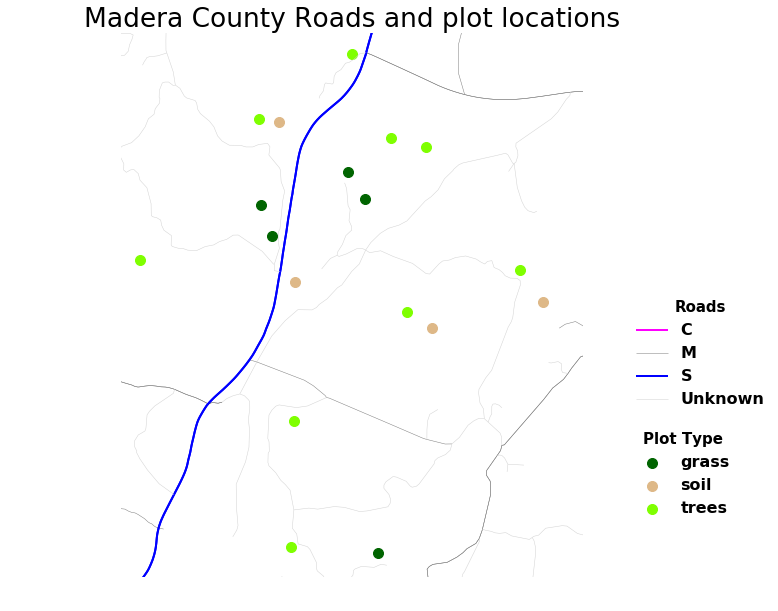 Madera County Roads and plot locations
Roads
C
M
S
Unknown
Plot Type
grass
soil
trees